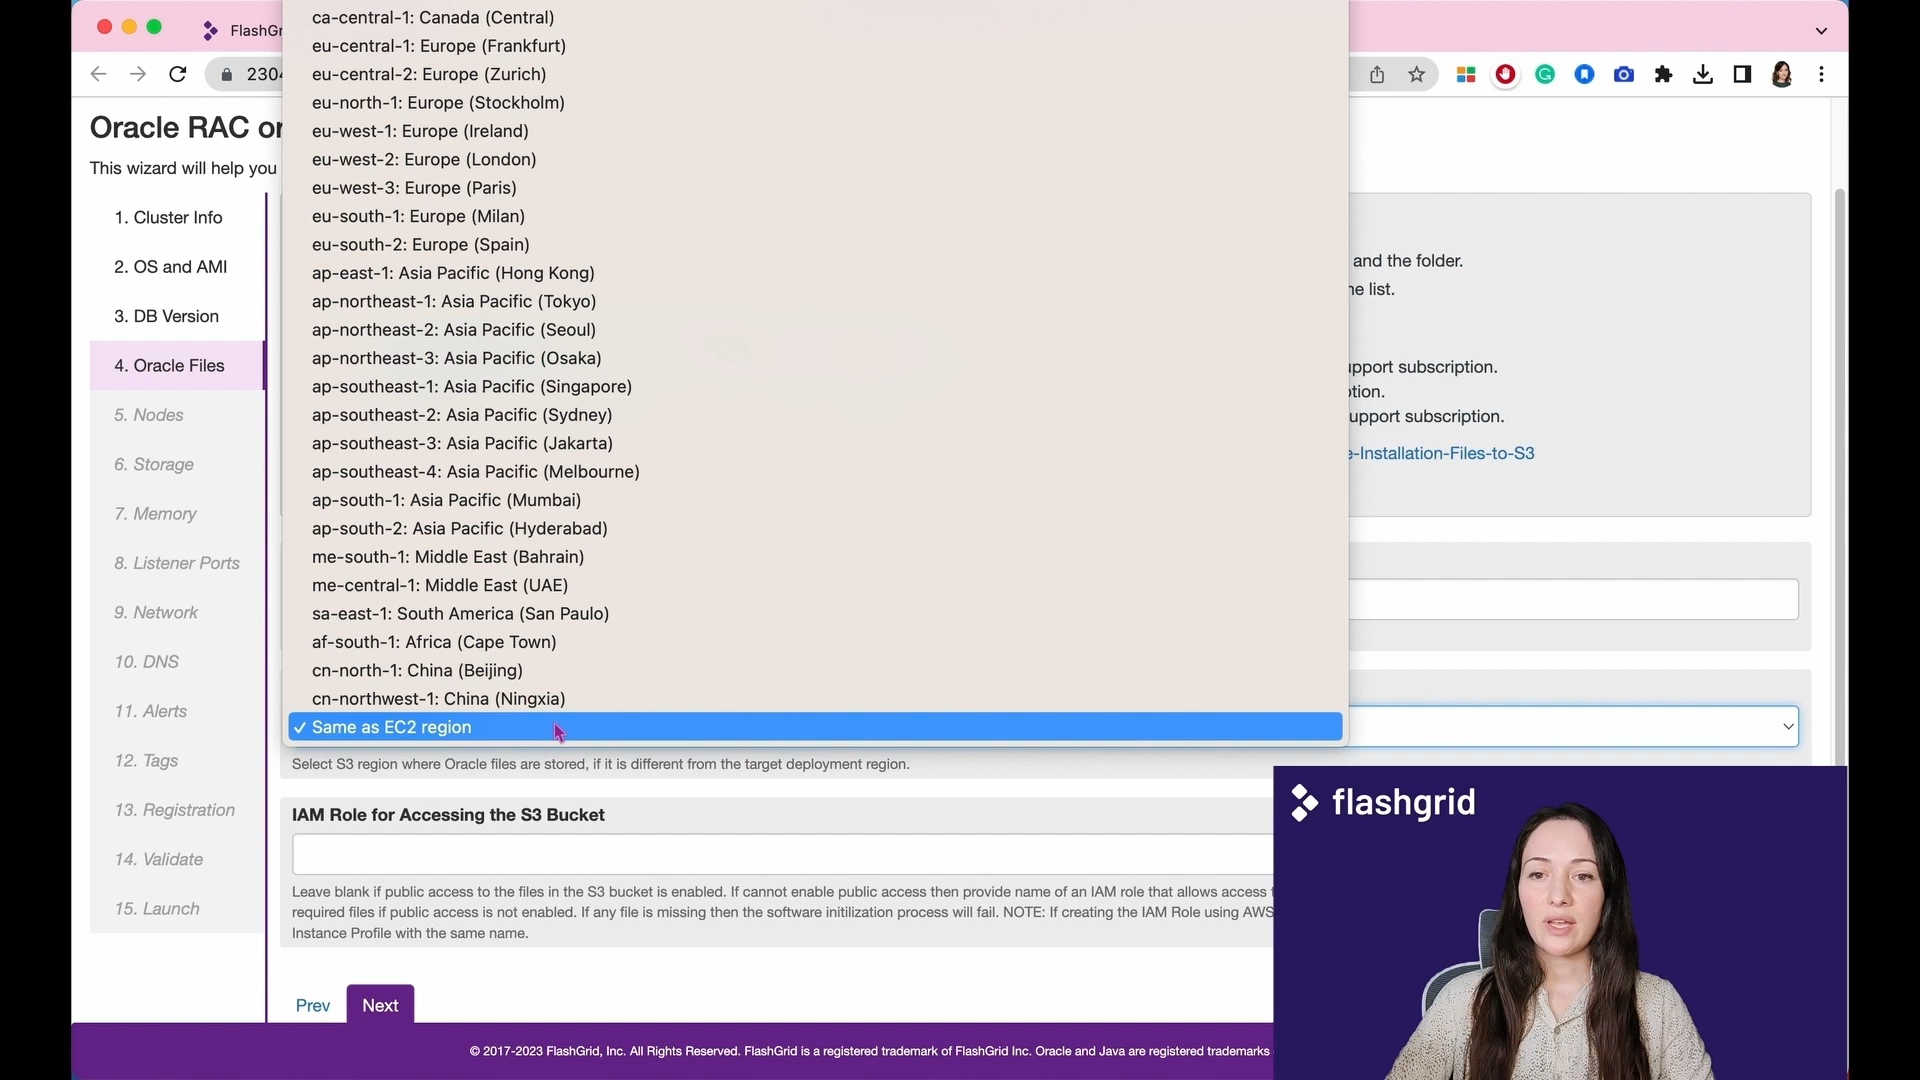 FlashGr
2304
Oracle RAC or
This wizard will help you
1. Cluster Info
2. OS and AMI
3. DB Version
4. Oracle Files
5. Nodes
6. Storage
7. Memory
8. Listener Ports
9. Network
10. DNS
11. Alerts
12. Tags
13. Registration
14. Validate
15. Launch
ca-central-1: Canada (Central)
eu-central-1: Europe (Frankfurt)
eu-central-2: Europe (Zurich)
eu-north-1: Europe (Stockholm)
eu-west-1: Europe (Ireland)
eu-west-2: Europe (London)
eu-west-3: Europe (Paris)
eu-south-1: Europe (Milan)
eu-south-2: Europe (Spain)
ap-east-1: Asia Pacific (Hong Kong)
ap-northeast-1: Asia Pacific (Tokyo)
ap-northeast-2: Asia Pacific (Seoul)
ap-northeast-3: Asia Pacific (Osaka)
ap-southeast-1: Asia Pacific (Singapore)
ap-southeast-2: Asia Pacific (Sydney)
ap-southeast-3: Asia Pacific (Jakarta)
ap-southeast-4: Asia Pacific (Melbourne)
ap-south-1: Asia Pacific (Mumbai)
ap-south-2: Asia Pacific (Hyderabad)
me-south-1: Middle East (Bahrain)
me-central-1: Middle East (UAE)
sa-east-1: South America (San Paulo)
af-south-1: Africa (Cape Town)
cn-north-1: China (Beijing)
cn-northwest-1: China (Ningxia)
✓ Same as EC2 region
and the folder.
he list.
upport subscription.
otion.
upport subscription.
e-Installation-Files-to-S3
Select S3 region where Oracle files are stored, if it is different from the target deployment region.
IAM Role for Accessing the S3 Bucket
Leave blank if public access to the files in the S3 bucket is enabled. If cannot enable public access then provide name of an IAM role that allows access
required files if public access is not enabled. If any file is missing then the software initilization process will fail. NOTE: If creating the IAM Role using AWS
Instance Profile with the same name.
Prev
Next
flashgrid
© 2017-2023 FlashGrid, Inc. All Rights Reserved. FlashGrid is a registered trademark of FlashGrid Inc. Oracle and Java are registered trademarks